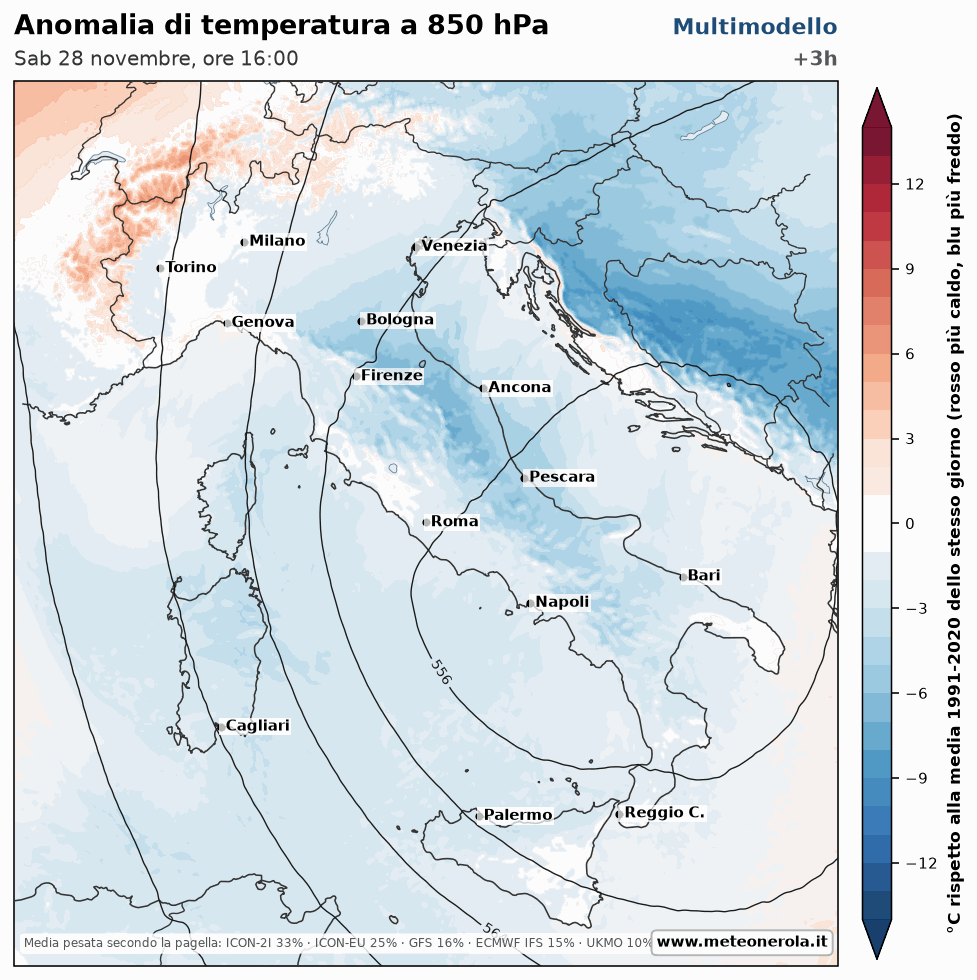 Anomalia di temperatura a 850 hPa
Multimodello
Sab 28 novembre, ore 16:00
+3h
Milano
Venezia
Torino
Genova
Bologna
Firenze
Ancona
Pescara
Roma
Bari
Napoli
556
Cagliari
Palermo
Reggio C.
56
Media pesata secondo la pagella: ICON-2I 33% · ICON-EU 25% · GFS 16% · ECMWF IFS 15% · UKMO 10%
www.meteonerola.it
12
9
6
3
0
−3
−6
−9
−12
°C rispetto alla media 1991-2020 dello stesso giorno (rosso più caldo, blu più freddo)